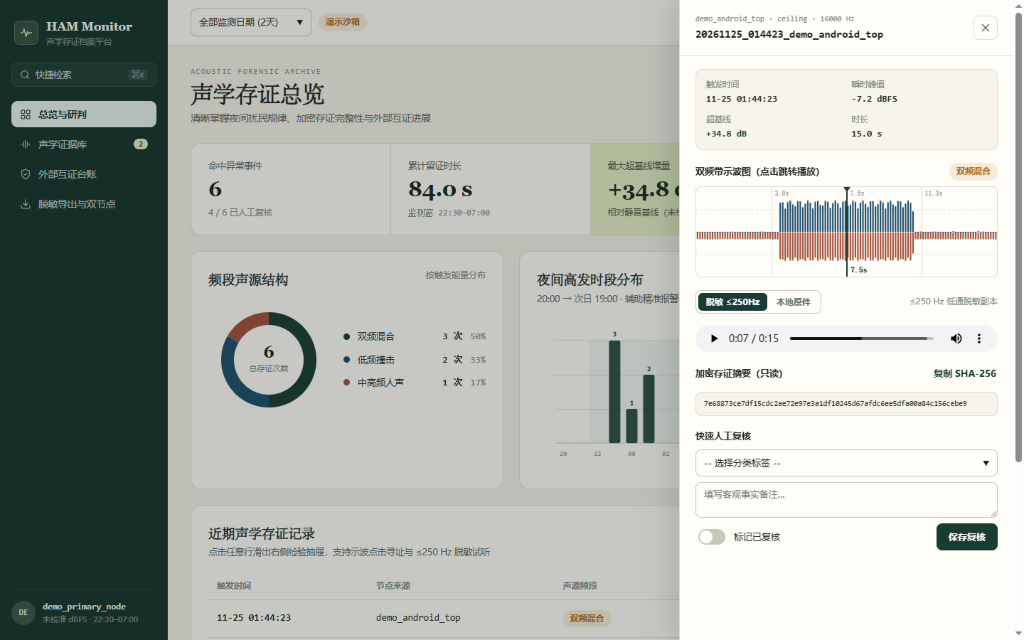 HAM Monitor
声学存证档案平台
快捷检索 ⌘K
总览与研判
声学证据库 2
外部互证台账
脱敏导出与双节点
DE
demo_primary_node
未校准 dBFS · 22:30–07:00
全部监测日期 (2天) ▼
演示沙箱
ACOUSTIC FORENSIC ARCHIVE
声学存证总览
清晰掌握夜间扰民规律、加密存证完整性与外部互证进展
命中异常事件
6
4 / 6 已人工复核
累计留证时长
84.0 s
监测窗 22:30–07:00
最大超基线增量
+34.8
相对静音基线
频段声源结构
按触发能量分布
6
总存证次数
双频混合 3 次 50%
低频撞击 2 次 33%
中高频人声 1 次 17%
夜间高发时段分布
20:00 → 次日 19:00 · 辅助精准报警
3
1
2
20 22 00 02
近期声学存证记录
点击任意行滑出右侧检验抽屉，支持示波点击寻址与 ≤250 Hz 脱敏试听
触发时间 节点来源 声源频段
11-25 01:44:23 demo_android_top 双频混合
demo_android_top · ceiling · 16000 Hz
20261125_014423_demo_android_top
触发时间
11-25 01:44:23
瞬时峰值
-7.2 dBFS
超基线
+34.8 dB
时长
15.0 s
双频带示波图（点击跳转播放）
双频混合
3.8s 7.5s 11.3s
7.5s
脱敏 ≤250Hz 本地原件
≤250 Hz 低通脱敏副本
0:07 / 0:15
加密存证摘要（只读）
复制 SHA-256
7e68873ce7df15cdc2ae72e97e3a1df10245d67afdc6ee5dfa00a84c156cebe9
快速人工复核
-- 选择分类标签 -- ▼
填写客观事实备注...
标记已复核
保存复核